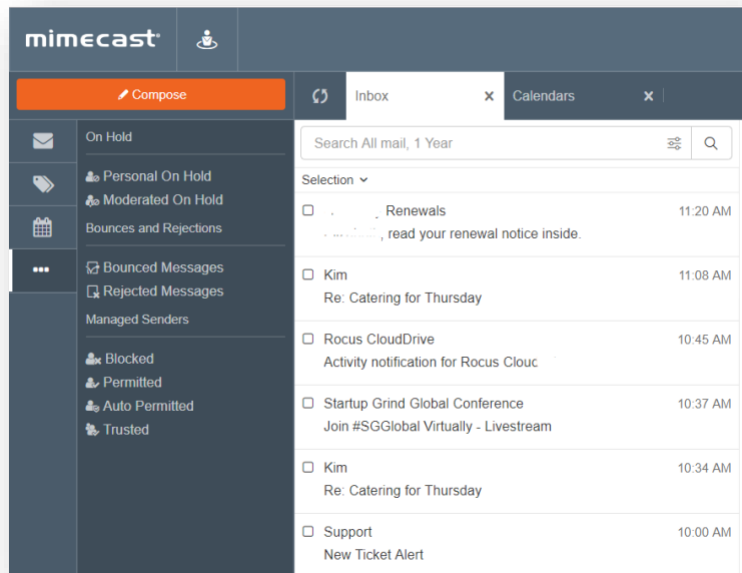 mimecast
Compose
Inbox
Calendars
On Hold
Personal On Hold
Moderated On Hold
Bounces and Rejections
Bounced Messages
Rejected Messages
Managed Senders
Blocked
Permitted
Auto Permitted
Trusted
Search All mail, 1 Year
Selection
Renewals 11:20 AM
, read your renewal notice inside.
Kim 11:08 AM
Re: Catering for Thursday
Rocus CloudDrive 10:45 AM
Activity notification for Rocus Clouc
Startup Grind Global Conference 10:37 AM
Join #SGGlobal Virtually - Livestream
Kim 10:34 AM
Re: Catering for Thursday
Support 10:00 AM
New Ticket Alert